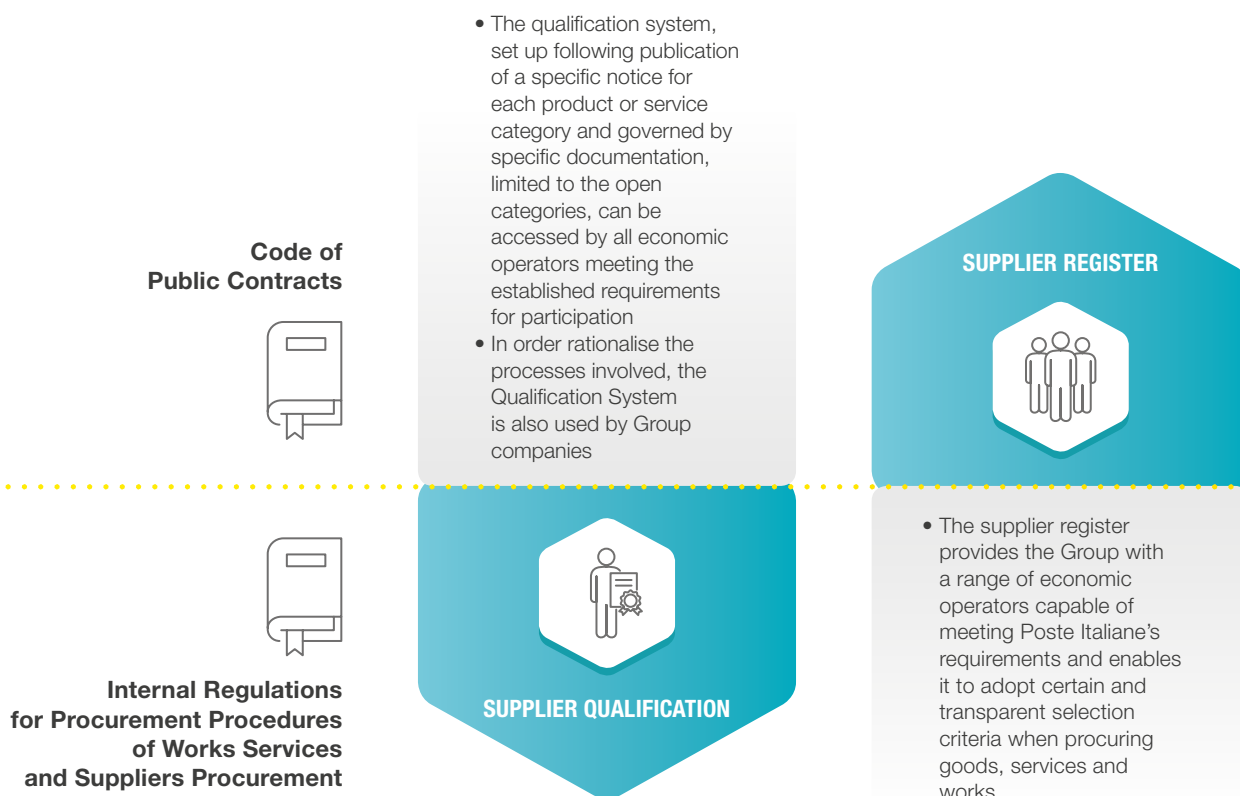 • The qualification system,
set up following publication
of a specific notice for
each product or service
category and governed by
specific documentation,
limited to the open
categories, can be
accessed by all economic
operators meeting the
established requirements
for participation
• In order rationalise the
processes involved, the
Qualification System
is also used by Group
companies
Code of
Public Contracts
SUPPLIER REGISTER
Internal Regulations
for Procurement Procedures
of Works Services
and Suppliers Procurement
SUPPLIER QUALIFICATION
• The supplier register
provides the Group with
a range of economic
operators capable of
meeting Poste Italiane’s
requirements and enables
it to adopt certain and
transparent selection
criteria when procuring
goods, services and
works